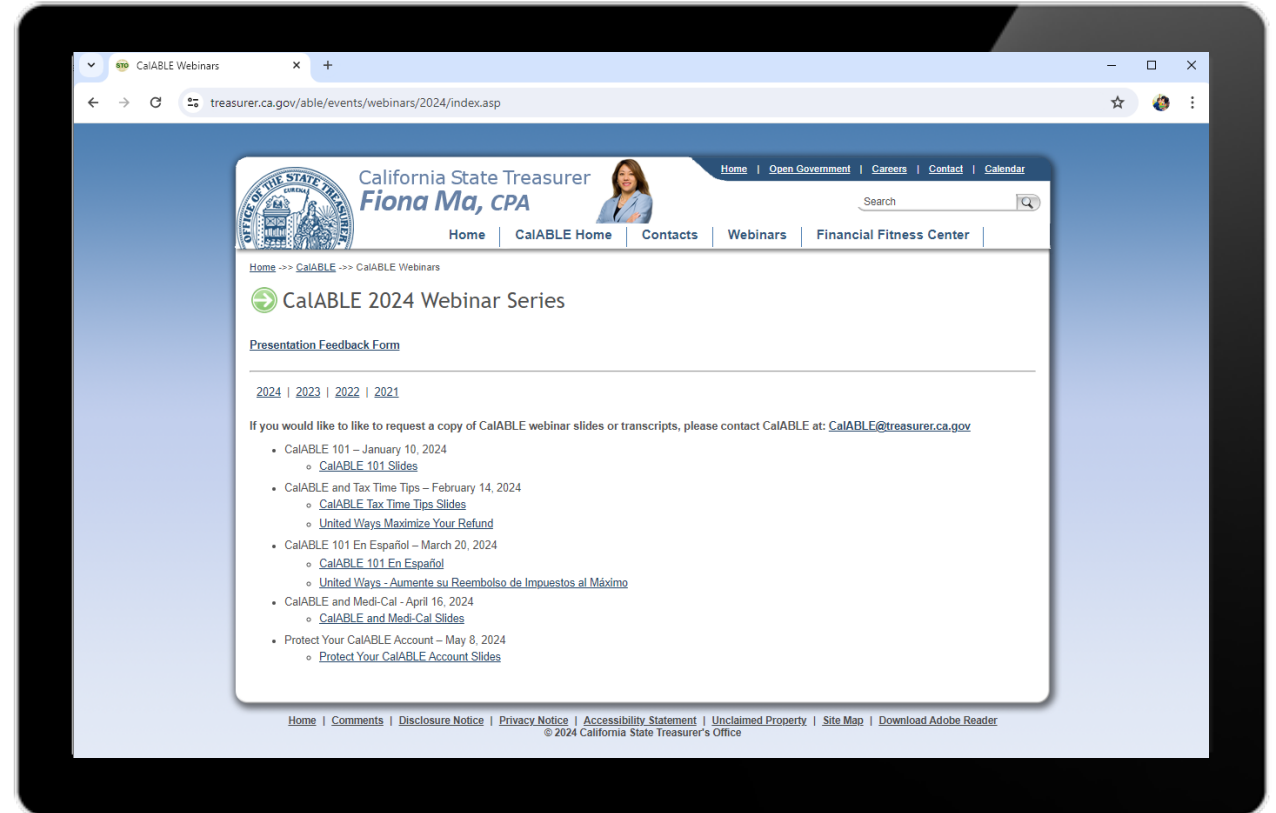 STO CalABLE Webinars
treasurer.ca.gov/able/events/webinars/2024/index.asp
OFFICE OF THE STATE TREASURER
EUREKA
California State Treasurer
Fiona Ma, CPA
Home | Open Government | Careers | Contact | Calendar
Search
Home | CalABLE Home | Contacts | Webinars | Financial Fitness Center |
Home ->> CalABLE ->> CalABLE Webinars
CalABLE 2024 Webinar Series
Presentation Feedback Form
2024 | 2023 | 2022 | 2021
If you would like to like to request a copy of CalABLE webinar slides or transcripts, please contact CalABLE at: CalABLE@treasurer.ca.gov
• CalABLE 101 – January 10, 2024
◦ CalABLE 101 Slides
• CalABLE and Tax Time Tips – February 14, 2024
◦ CalABLE Tax Time Tips Slides
◦ United Ways Maximize Your Refund
• CalABLE 101 En Español – March 20, 2024
◦ CalABLE 101 En Español
◦ United Ways - Aumente su Reembolso de Impuestos al Máximo
• CalABLE and Medi-Cal - April 16, 2024
◦ CalABLE and Medi-Cal Slides
• Protect Your CalABLE Account – May 8, 2024
◦ Protect Your CalABLE Account Slides
Home | Comments | Disclosure Notice | Privacy Notice | Accessibility Statement | Unclaimed Property | Site Map | Download Adobe Reader
© 2024 California State Treasurer's Office